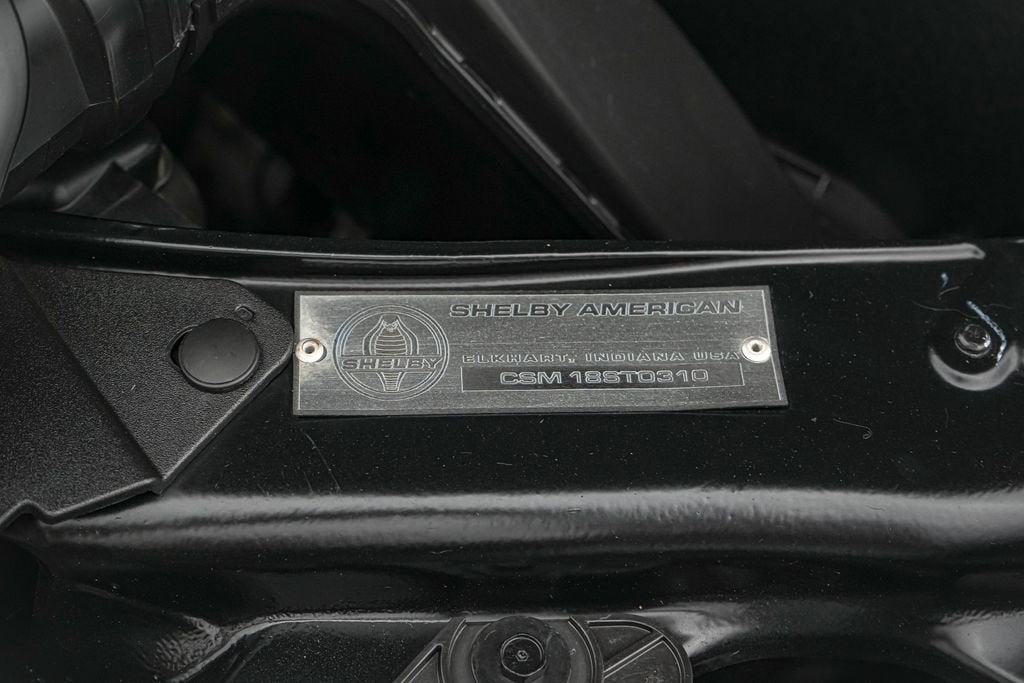 SHELBY AMERICAN
SHELBY
ELKHART, INDIANA USA
CSM 18ST0310